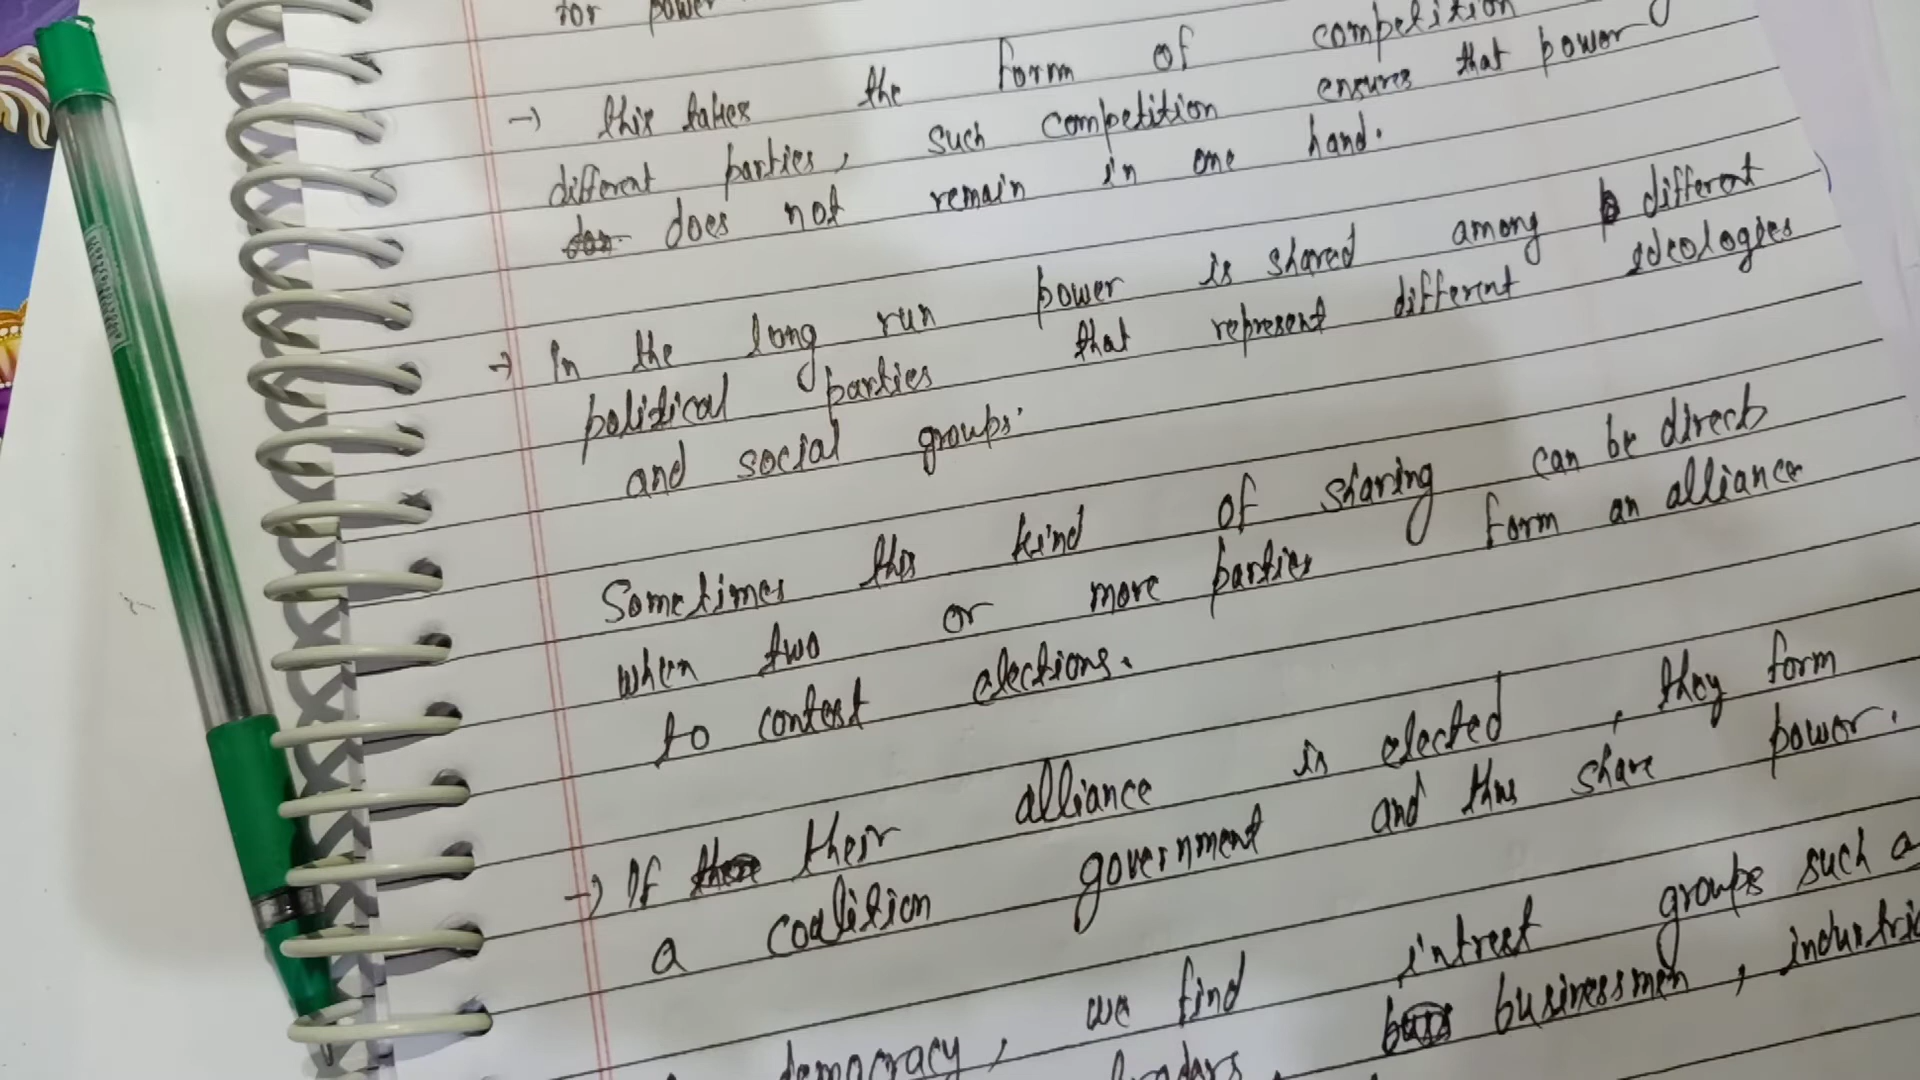 for power
→ this takes the form of competition
different parties, such competition ensures that power
does not remain in one hand.
→ In the long run power is shared among different
political parties that represent different ideologies
and social groups.
Sometimes this kind of sharing can be direct
when two or more parties form an alliance
to contest elections.
→ If their alliance is elected, they form
a coalition government and thus share power.
democracy, we find intrest groups such
businessmen,